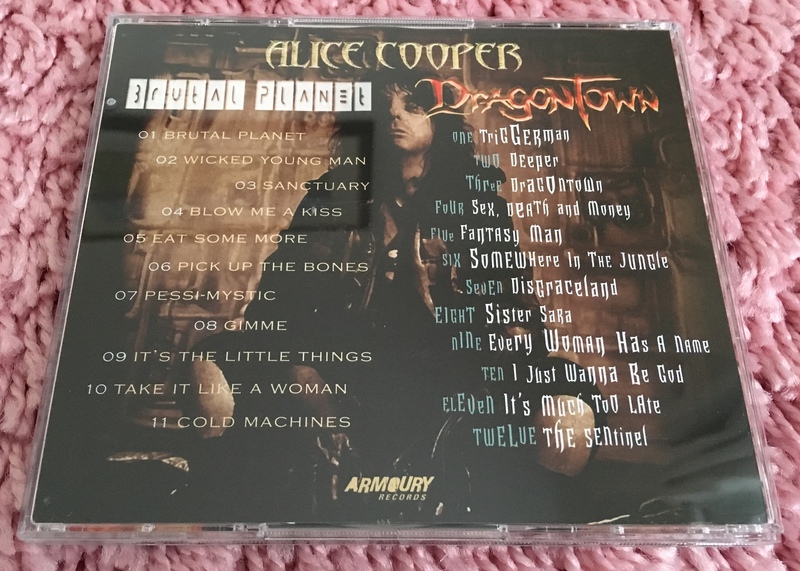 ALICE COOPER
BRUTAL PLANET
01 BRUTAL PLANET
02 WICKED YOUNG MAN
03 SANCTUARY
04 BLOW ME A KISS
05 EAT SOME MORE
06 PICK UP THE BONES
07 PESSI-MYSTIC
08 GIMME
09 IT'S THE LITTLE THINGS
10 TAKE IT LIKE A WOMAN
11 COLD MACHINES
DRAGONTOWN
ONE TRiGGERman
TWO DEEper
Three DRaGONTOWn
FOUR Sex, DEATh and Money
Five FanTASy Man
SIX SOMEWHere In THE JUNGle
SevEn DisGRaceland
EIGHT Sister Sara
nINe EveRy WOMAN Has A NAME
TEN I Just Wanna Be God
ELEVen It's MuCh Too LAte
TWELVE THE SENtinel
ARMOURY
RECORDS